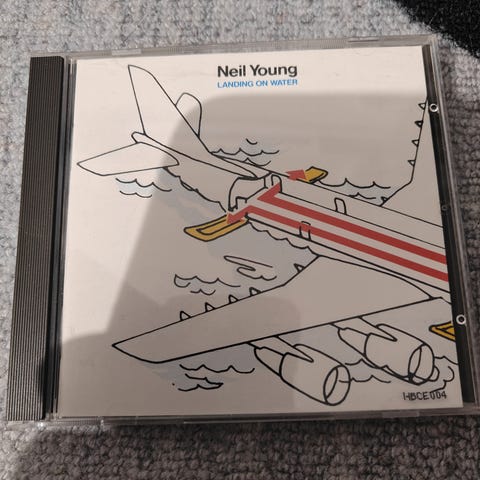 Neil Young
LANDING ON WATER
HBCE004